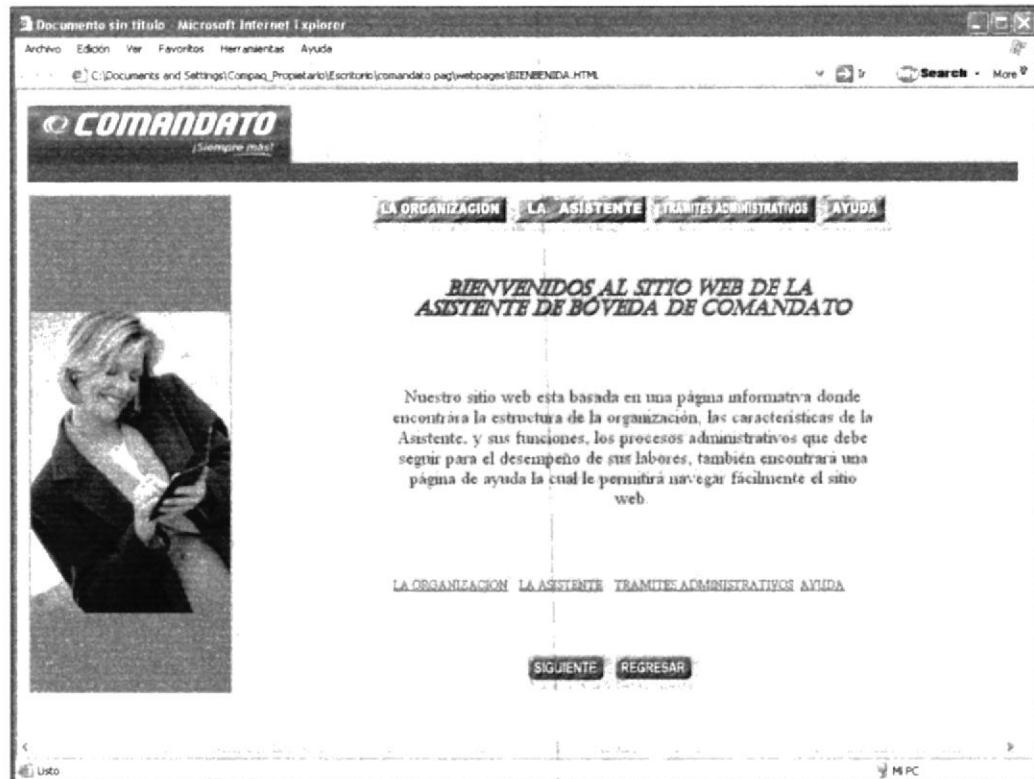 Documento sin título - Microsoft Internet Explorer
Archivo Edición Ver Favoritos Herramientas Ayuda
C:\Documents and Settings\Compaq_Propietario\Escritorio\comandato pag\webpages\BIENBENIDA.HTML Ir Search More
COMANDATO
¡Siempre más!
LA ORGANIZACIÓN LA ASISTENTE TRAMITES ADMINISTRATIVOS AYUDA
BIENVENIDOS AL SITIO WEB DE LA
ASISTENTE DE BÓVEDA DE COMANDATO
Nuestro sitio web esta basada en una página informativa donde
encontrára la estructura de la organización, las características de la
Asistente, y sus funciones, los procesos administrativos que debe
seguir para el desempeño de sus labores, también encontrará una
página de ayuda la cual le permitirá navegar fácilmente el sitio
web.
LA ORGANIZACION LA ASISTENTE TRAMITES ADMINISTRATIVOS AYUDA
SIGUIENTE REGRESAR
Listo MI PC